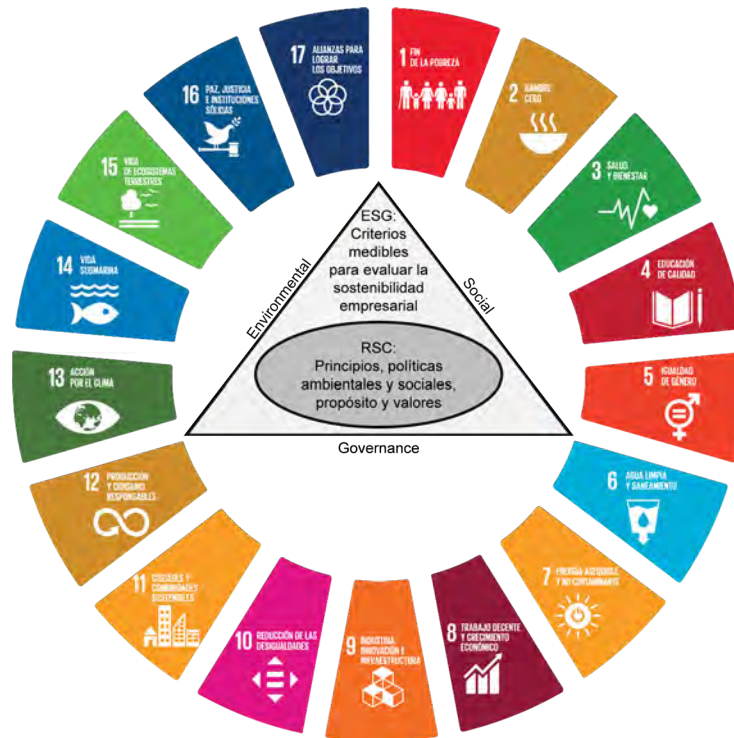 1 FIN
DE LA POBREZA
2 HAMBRE
CERO
3 SALUD
Y BIENESTAR
4 EDUCACIÓN
DE CALIDAD
5 IGUALDAD
DE GÉNERO
6 AGUA LIMPIA
Y SANEAMIENTO
7 ENERGÍA ASEQUIBLE
Y NO CONTAMINANTE
8 TRABAJO DECENTE
Y CRECIMIENTO
ECONÓMICO
9 INDUSTRIA,
INNOVACIÓN E
INFRAESTRUCTURA
10 REDUCCIÓN DE LAS
DESIGUALDADES
11 CIUDADES Y
COMUNIDADES
SOSTENIBLES
12 PRODUCCIÓN
Y CONSUMO
RESPONSABLES
13 ACCIÓN
POR EL CLIMA
14 VIDA
SUBMARINA
15 VIDA
DE ECOSISTEMAS
TERRESTRES
16 PAZ, JUSTICIA
E INSTITUCIONES
SÓLIDAS
17 ALIANZAS PARA
LOGRAR
LOS OBJETIVOS
Environmental
Social
Governance
ESG:
Criterios
medibles
para evaluar la
sostenibilidad
empresarial
RSC:
Principios, políticas
ambientales y sociales,
propósito y valores